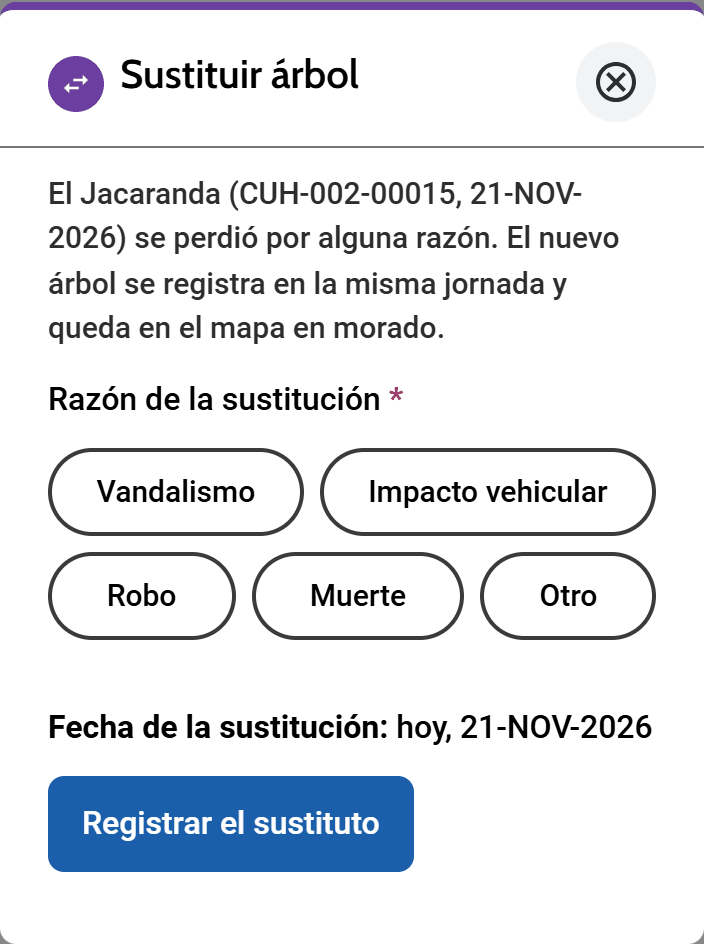 Sustituir árbol
El Jacaranda (CUH-002-00015, 21-NOV-
2026) se perdió por alguna razón. El nuevo
árbol se registra en la misma jornada y
queda en el mapa en morado.
Razón de la sustitución *
Vandalismo
Impacto vehicular
Robo
Muerte
Otro
Fecha de la sustitución: hoy, 21-NOV-2026
Registrar el sustituto